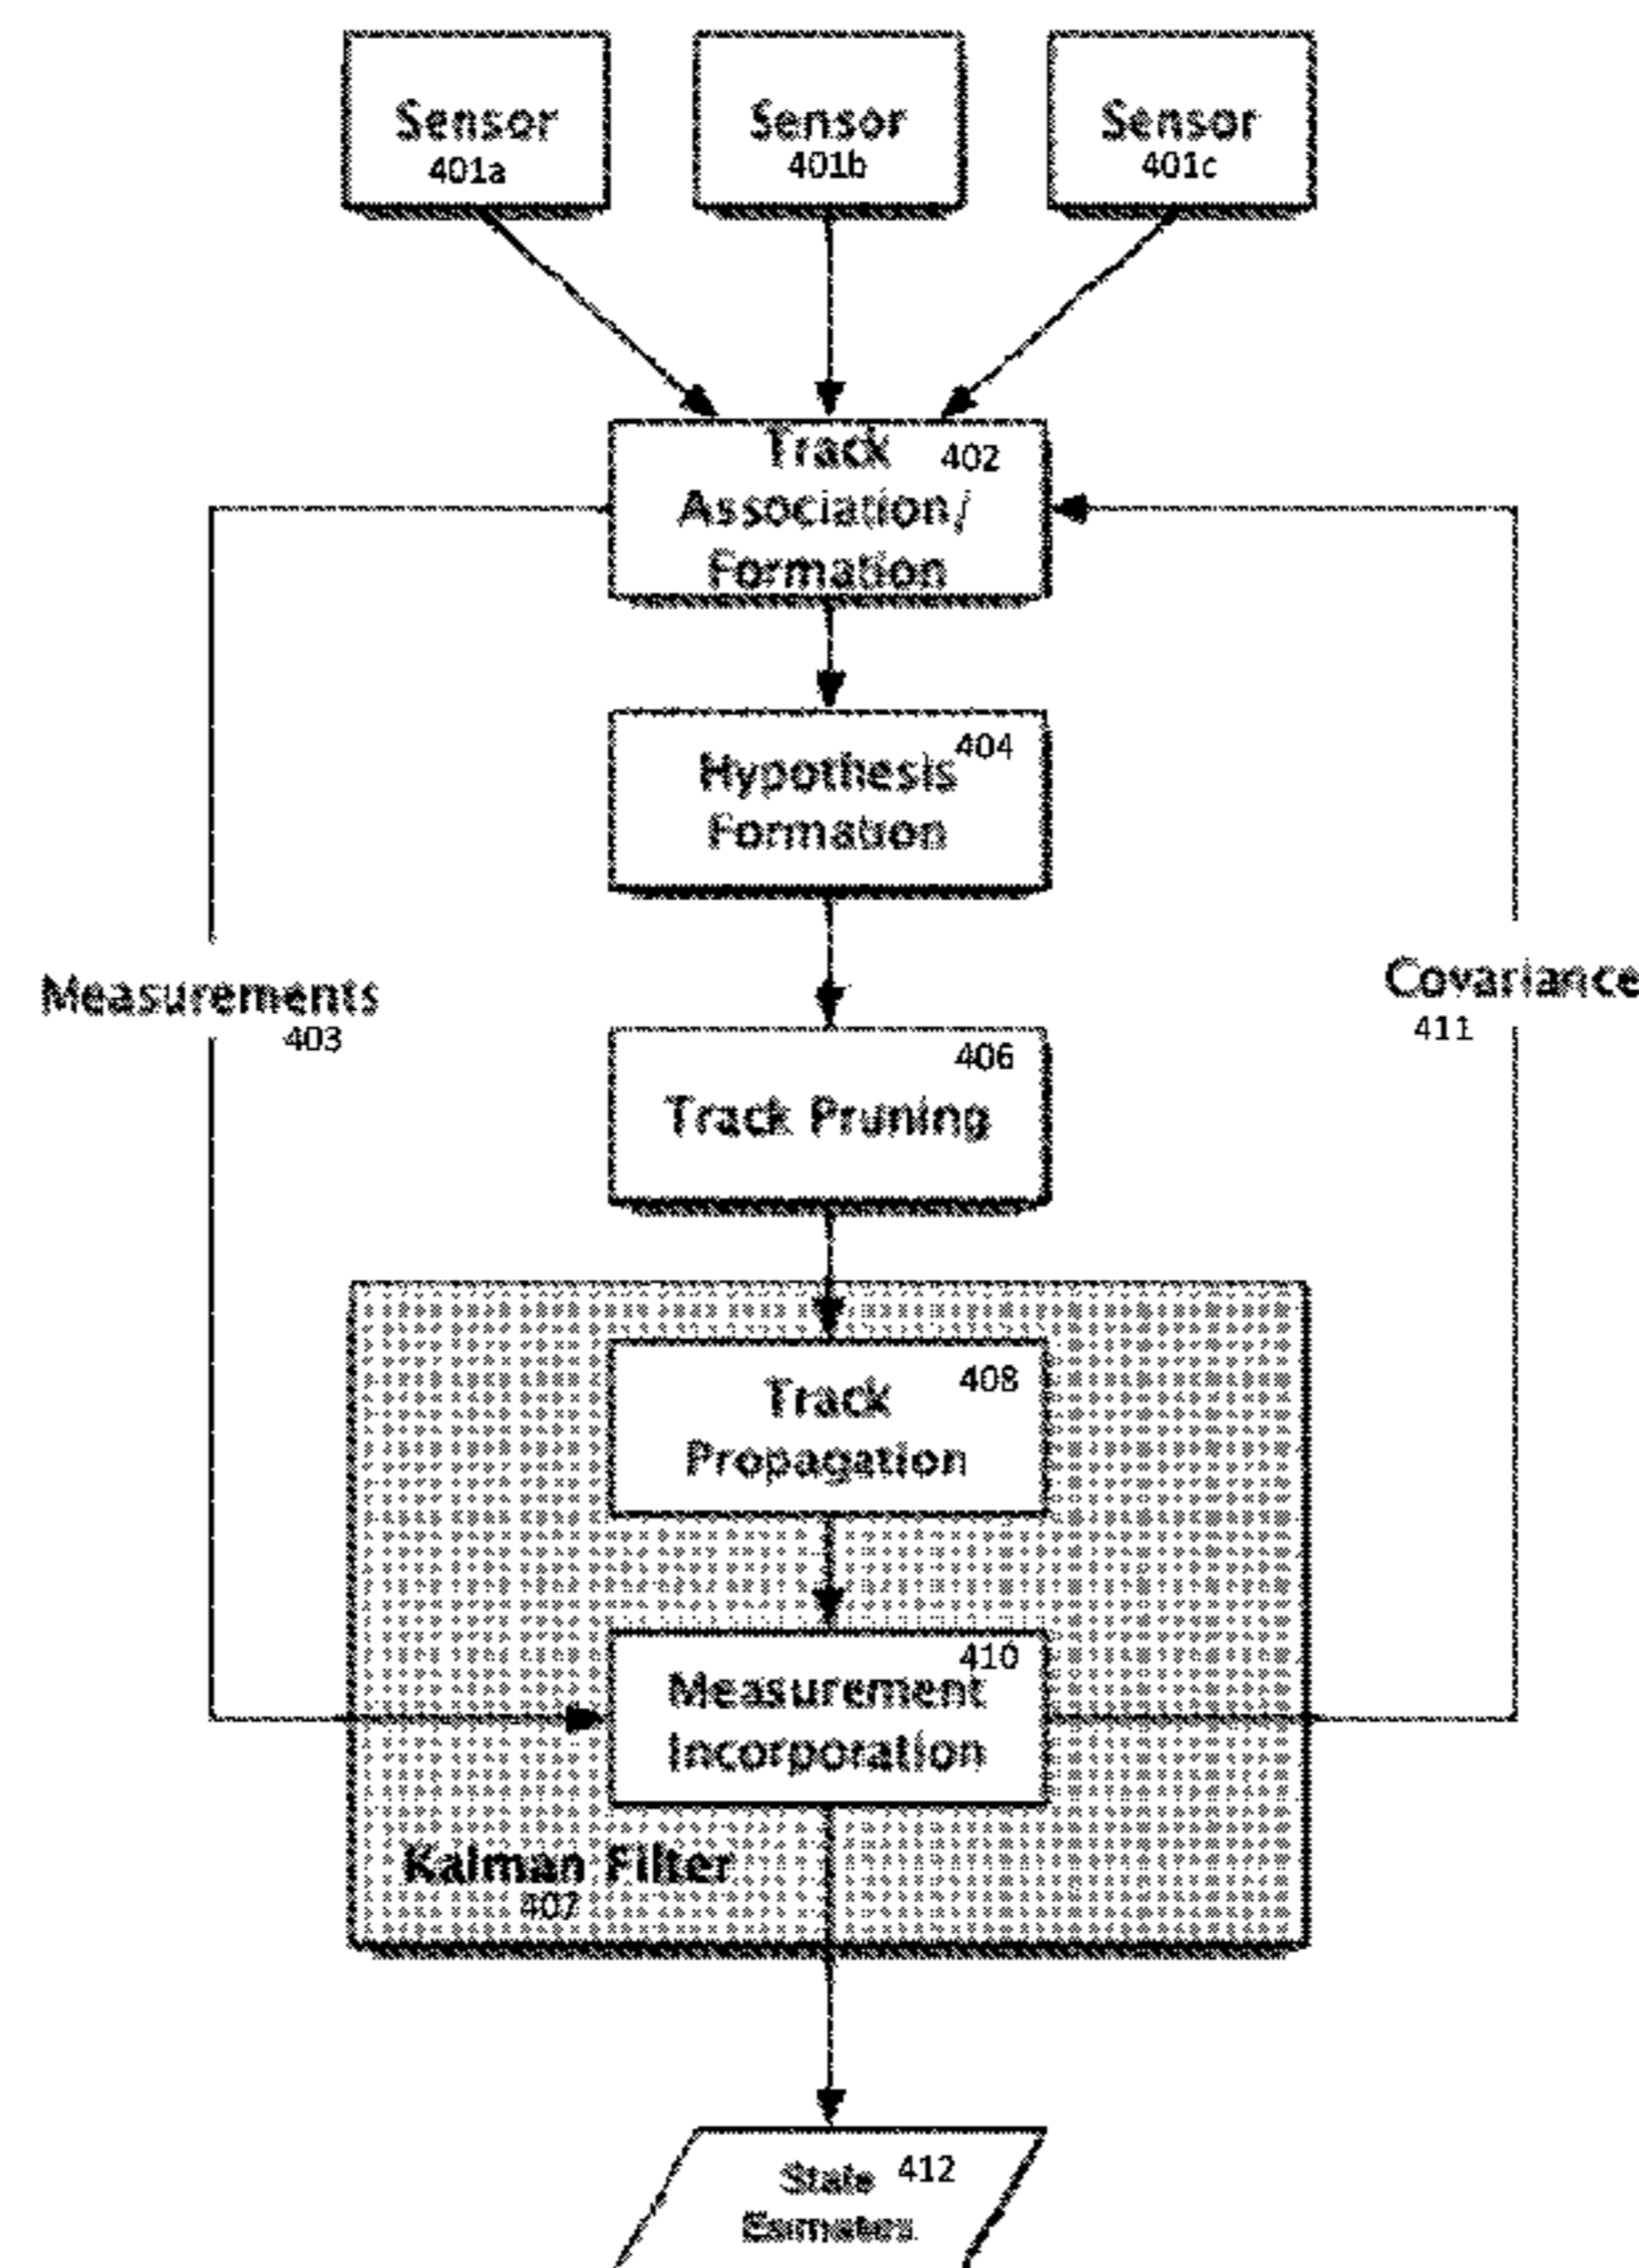 Sensor
401a
Sensor
401b
Sensor
401c
Track 402
Association/
Formation
404
Hypothesis
Formation
Measurements
403
Covariance
411
406
Track Pruning
408
Track
Propagation
410
Measurement
Incorporation
Kalman Filter
407
State 412
Esimates